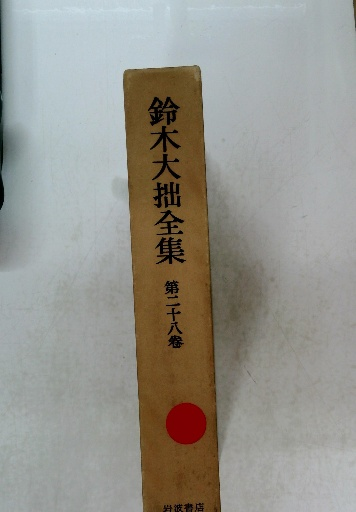 鈴木大拙全集
第二十八巻
岩波書店